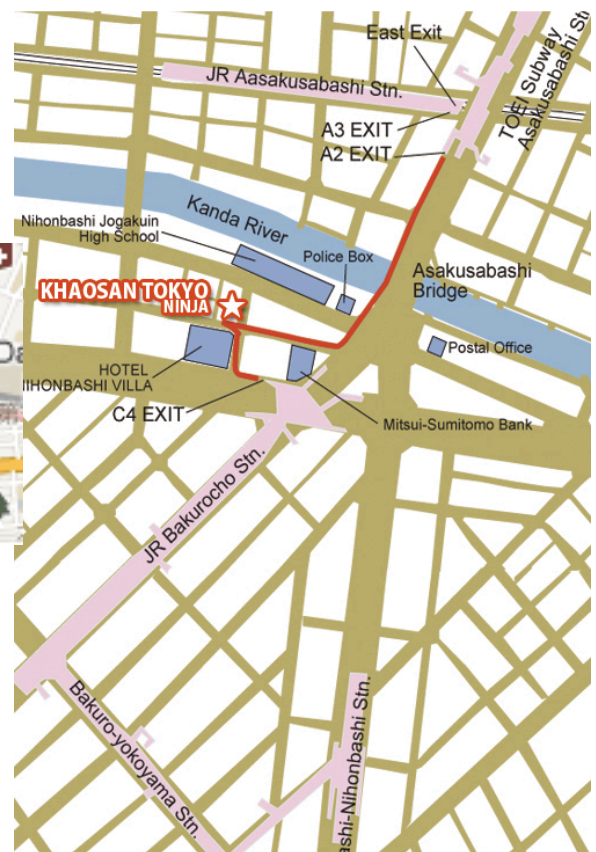 East Exit
JR Aasakusabashi Stn.
TOEI Subway
Asakusabashi St
A3 EXIT
A2 EXIT
Kanda River
Nihonbashi Jogakuin
High School
Police Box
Asakusabashi
Bridge
KHAOSAN TOKYO
NINJA
Postal Office
HOTEL
NIHONBASHI VILLA
C4 EXIT
Mitsui-Sumitomo Bank
JR Bakurocho Stn.
Bakuro-yokoyama Stn.
ashi-Nihonbashi Stn.